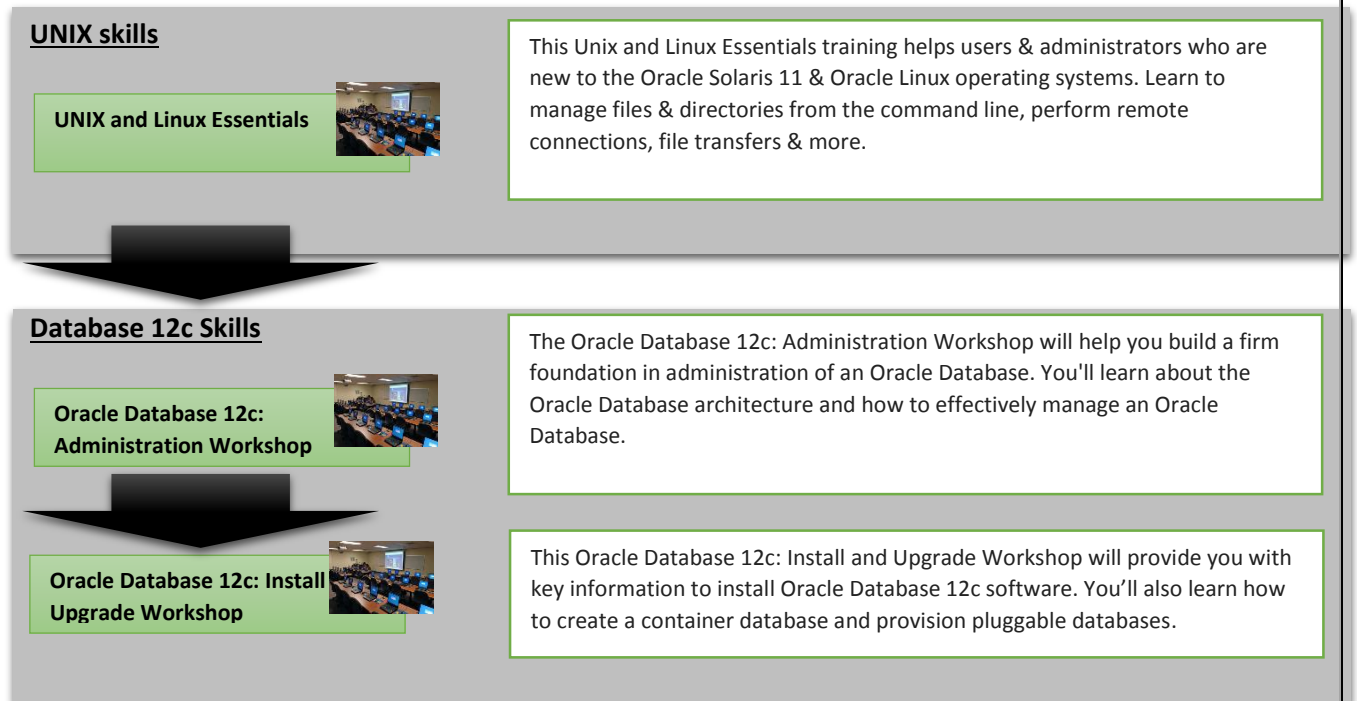 UNIX skills
UNIX and Linux Essentials
This Unix and Linux Essentials training helps users & administrators who are
new to the Oracle Solaris 11 & Oracle Linux operating systems. Learn to
manage files & directories from the command line, perform remote
connections, file transfers & more.
Database 12c Skills
Oracle Database 12c:
Administration Workshop
The Oracle Database 12c: Administration Workshop will help you build a firm
foundation in administration of an Oracle Database. You'll learn about the
Oracle Database architecture and how to effectively manage an Oracle
Database.
Oracle Database 12c: Install
Upgrade Workshop
This Oracle Database 12c: Install and Upgrade Workshop will provide you with
key information to install Oracle Database 12c software. You’ll also learn how
to create a container database and provision pluggable databases.